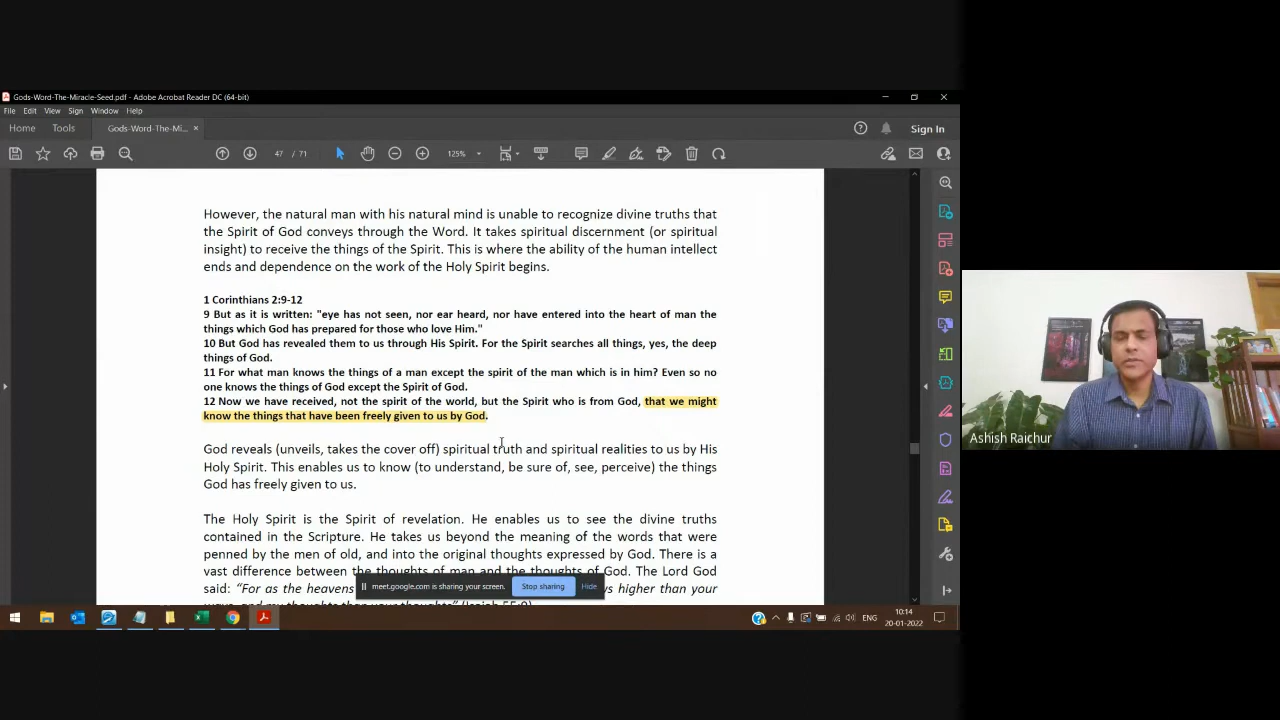 Gods-Word-The-Miracle-Seed.pdf - Adobe Acrobat Reader DC (64-bit)
File Edit View Sign Window Help
Home Tools Gods-Word-The-Mi... × Sign In
47 / 71 125%
However, the natural man with his natural mind is unable to recognize divine truths that
the Spirit of God conveys through the Word. It takes spiritual discernment (or spiritual
insight) to receive the things of the Spirit. This is where the ability of the human intellect
ends and dependence on the work of the Holy Spirit begins.
1 Corinthians 2:9-12
9 But as it is written: "eye has not seen, nor ear heard, nor have entered into the heart of man the
things which God has prepared for those who love Him."
10 But God has revealed them to us through His Spirit. For the Spirit searches all things, yes, the deep
things of God.
11 For what man knows the things of a man except the spirit of the man which is in him? Even so no
one knows the things of God except the Spirit of God.
12 Now we have received, not the spirit of the world, but the Spirit who is from God, that we might
know the things that have been freely given to us by God.
God reveals (unveils, takes the cover off) spiritual truth and spiritual realities to us by His
Holy Spirit. This enables us to know (to understand, be sure of, see, perceive) the things
God has freely given to us.
The Holy Spirit is the Spirit of revelation. He enables us to see the divine truths
contained in the Scripture. He takes us beyond the meaning of the words that were
penned by the men of old, and into the original thoughts expressed by God. There is a
vast difference between the thoughts of man and the thoughts of God. The Lord God
said: "For as the heavens higher than your
meet.google.com is sharing your screen. Stop sharing Hide
ENG
10:14
20-01-2022
Ashish Raichur